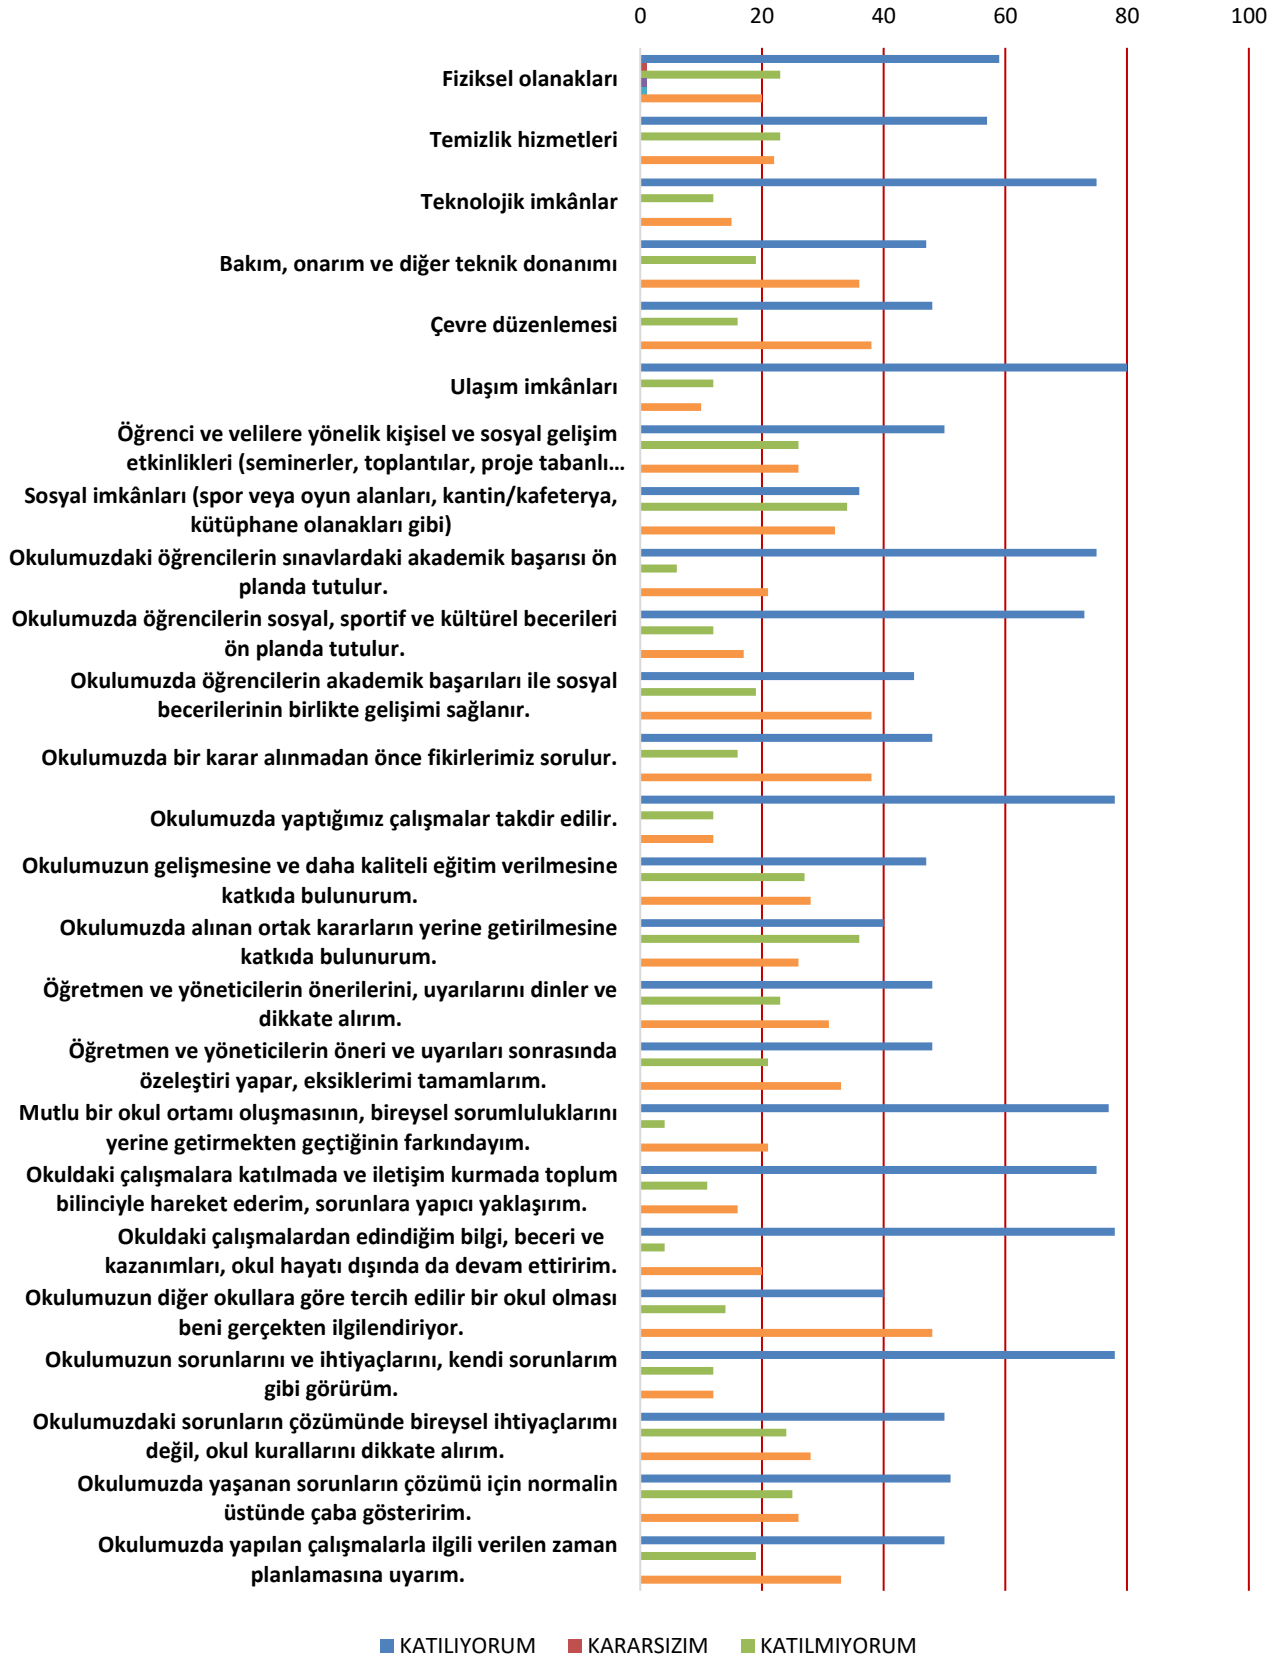 0 20 40 60 80 100
Fiziksel olanakları
Temizlik hizmetleri
Teknolojik imkânlar
Bakım, onarım ve diğer teknik donanımı
Çevre düzenlemesi
Ulaşım imkânları
Öğrenci ve velilere yönelik kişisel ve sosyal gelişim
etkinlikleri (seminerler, toplantılar, proje tabanlı...
Sosyal imkânları (spor veya oyun alanları, kantin/kafeterya,
kütüphane olanakları gibi)
Okulumuzdaki öğrencilerin sınavlardaki akademik başarısı ön
planda tutulur.
Okulumuzda öğrencilerin sosyal, sportif ve kültürel becerileri
ön planda tutulur.
Okulumuzda öğrencilerin akademik başarıları ile sosyal
becerilerinin birlikte gelişimi sağlanır.
Okulumuzda bir karar alınmadan önce fikirlerimiz sorulur.
Okulumuzda yaptığımız çalışmalar takdir edilir.
Okulumuzun gelişmesine ve daha kaliteli eğitim verilmesine
katkıda bulunurum.
Okulumuzda alınan ortak kararların yerine getirilmesine
katkıda bulunurum.
Öğretmen ve yöneticilerin önerilerini, uyarılarını dinler ve
dikkate alırım.
Öğretmen ve yöneticilerin öneri ve uyarıları sonrasında
özeleştiri yapar, eksiklerimi tamamlarım.
Mutlu bir okul ortamı oluşmasının, bireysel sorumluluklarını
yerine getirmekten geçtiğinin farkındayım.
Okuldaki çalışmalara katılmada ve iletişim kurmada toplum
bilinciyle hareket ederim, sorunlara yapıcı yaklaşırım.
Okuldaki çalışmalardan edindiğim bilgi, beceri ve
kazanımları, okul hayatı dışında da devam ettiririm.
Okulumuzun diğer okullara göre tercih edilir bir okul olması
beni gerçekten ilgilendiriyor.
Okulumuzun sorunlarını ve ihtiyaçlarını, kendi sorunlarım
gibi görürüm.
Okulumuzdaki sorunların çözümünde bireysel ihtiyaçlarımı
değil, okul kurallarını dikkate alırım.
Okulumuzda yaşanan sorunların çözümü için normalin
üstünde çaba gösteririm.
Okulumuzda yapılan çalışmalarla ilgili verilen zaman
planlamasına uyarım.
KATILIYORUM KARARSIZIM KATILMIYORUM